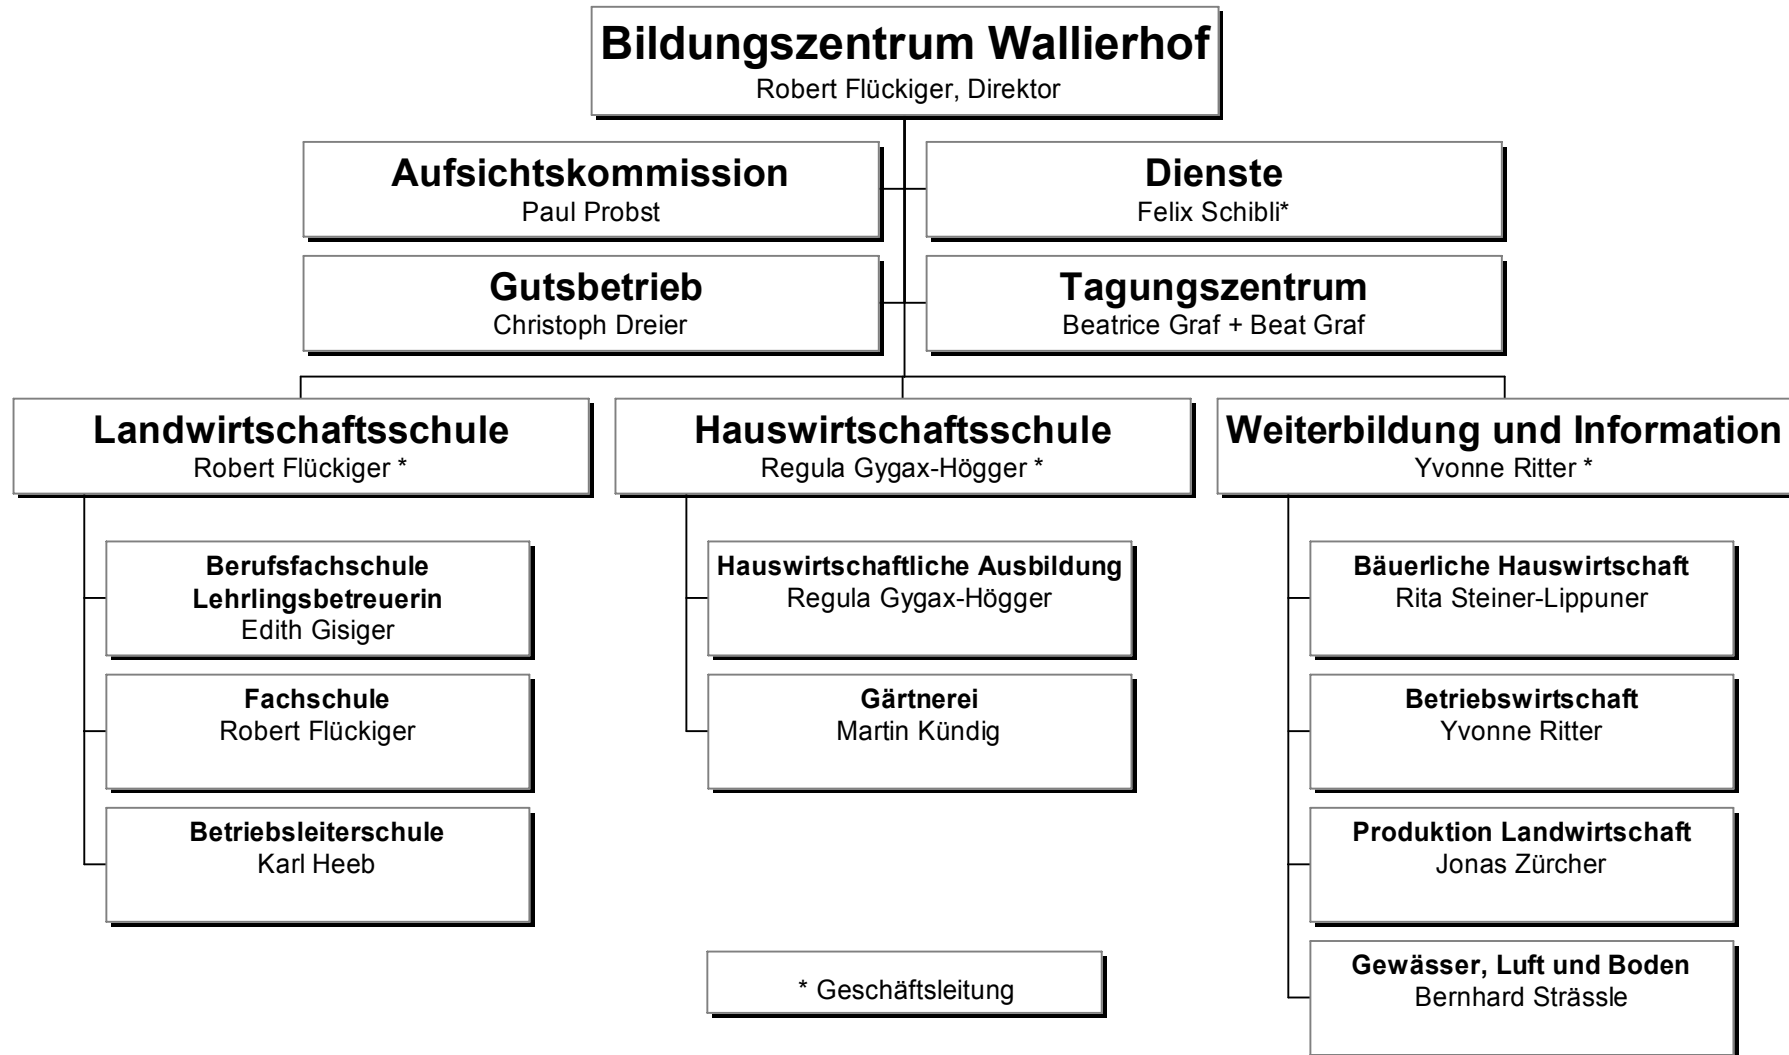 Bildungszentrum Wallierhof
Robert Flückiger, Direktor
Aufsichtskommission
Paul Probst
Dienste
Felix Schibli*
Gutsbetrieb
Christoph Dreier
Tagungszentrum
Beatrice Graf + Beat Graf
Landwirtschaftsschule
Robert Flückiger *
Hauswirtschaftsschule
Regula Gygax-Högger *
Weiterbildung und Information
Yvonne Ritter *
Berufsfachschule
Lehrlingsbetreuerin
Edith Gisiger
Fachschule
Robert Flückiger
Betriebsleiterschule
Karl Heeb
Hauswirtschaftliche Ausbildung
Regula Gygax-Högger
Gärtnerei
Martin Kündig
Bäuerliche Hauswirtschaft
Rita Steiner-Lippuner
Betriebswirtschaft
Yvonne Ritter
Produktion Landwirtschaft
Jonas Zürcher
Gewässer, Luft und Boden
Bernhard Strässle
* Geschäftsleitung